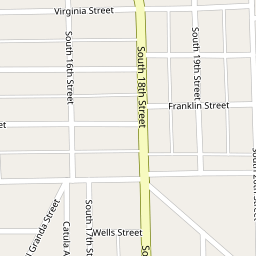 Virginia Street
South 16th Street
South 18th Street
South 19th Street
Franklin Street
Granda Street
Catula
South 17th
Wells Street